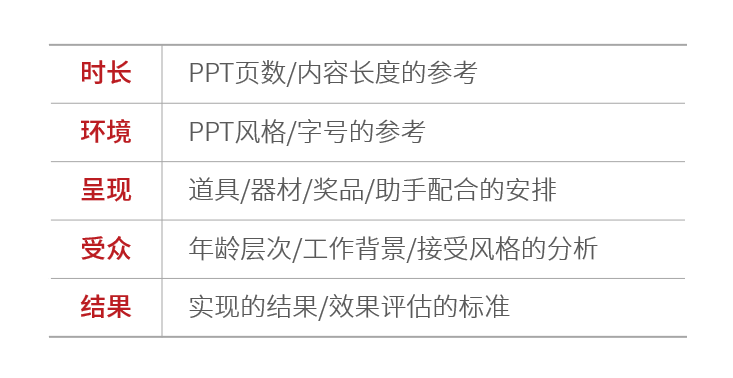 时长 PPT页数/内容长度的参考
环境 PPT风格/字号的参考
呈现 道具/器材/奖品/助手配合的安排
受众 年龄层次/工作背景/接受风格的分析
结果 实现的结果/效果评估的标准